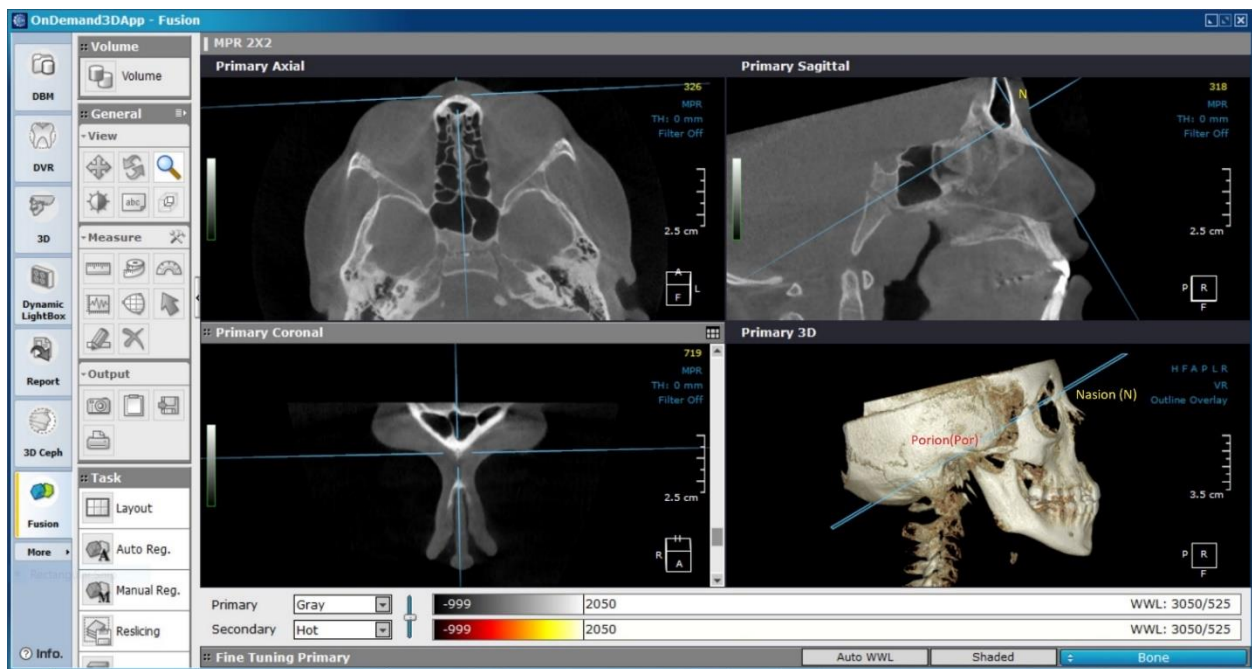 OnDemand3DApp - Fusion
DBM
DVR
3D
Dynamic
LightBox
Report
3D Ceph
Fusion
More
Info.
Volume
Volume
General
View
abc
Measure
Output
Task
Layout
Auto Reg.
Manual Reg.
Reslicing
MPR 2X2
Primary Axial
326
MPR
TH: 0 mm
Filter Off
2.5 cm
A
L
F
Primary Sagittal
N
318
MPR
TH: 0 mm
Filter Off
2.5 cm
P R
F
Primary Coronal
719
MPR
TH: 0 mm
Filter Off
2.5 cm
H
R
A
Primary 3D
H F A P L R
VR
Outline Overlay
Nasion (N)
Porion(Por)
3.5 cm
P R
F
Primary Gray -999 2050 WWL: 3050/525
Secondary Hot -999 2050 WWL: 3050/525
Fine Tuning Primary Auto WWL Shaded Bone